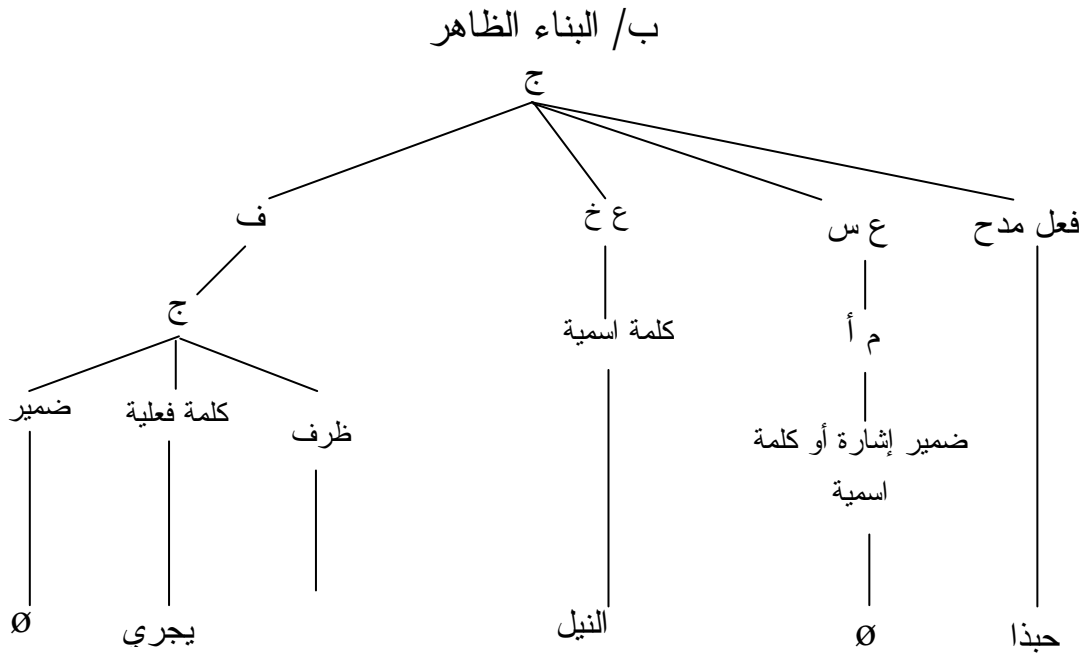 ب/ البناء الظاهر
ج
فعل مدح ع س ع خ ف
ج
م أ كلمة اسمية
ضمير إشارة أو كلمة
اسمية
ظرف كلمة فعلية ضمير
حبذا Ø النيل يجري Ø